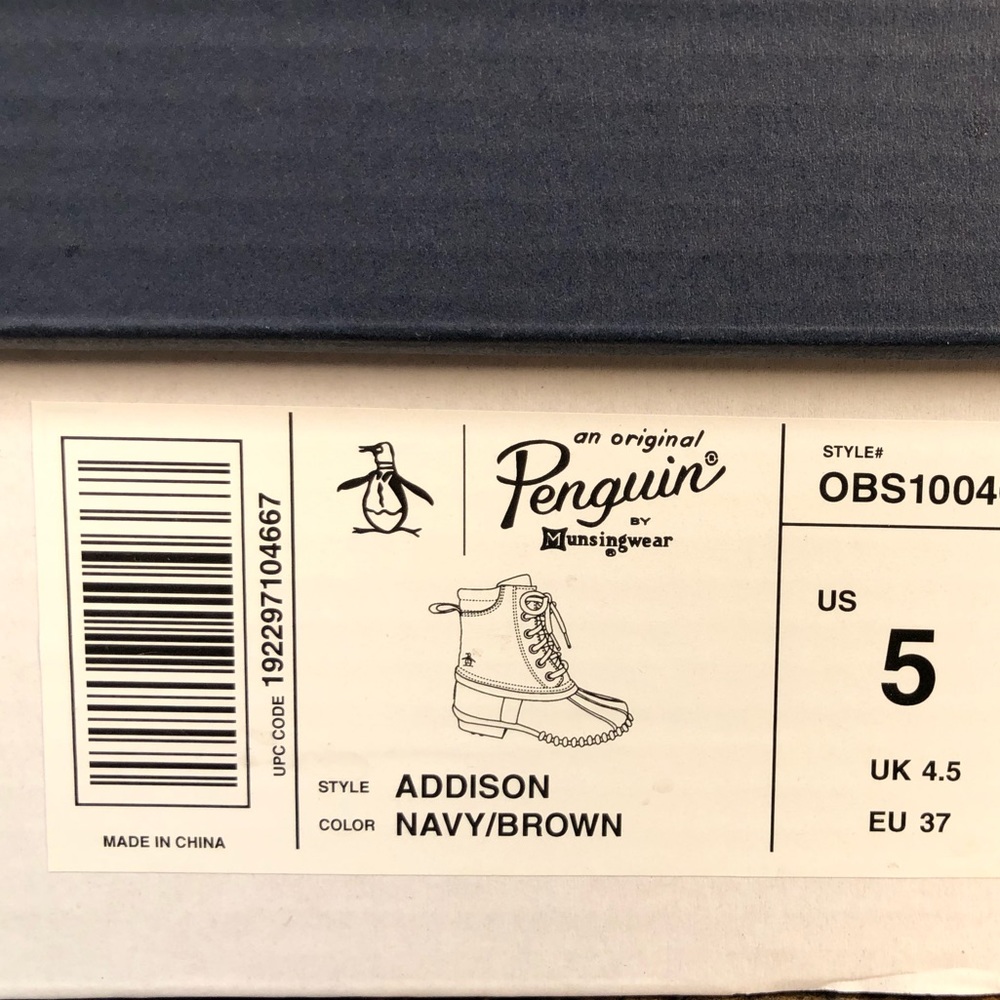 UPC CODE 192297104667
MADE IN CHINA
an original
Penguin®
BY
Munsingwear
®
STYLE ADDISON
COLOR NAVY/BROWN
STYLE#
OBS1004
US
5
UK 4.5
EU 37